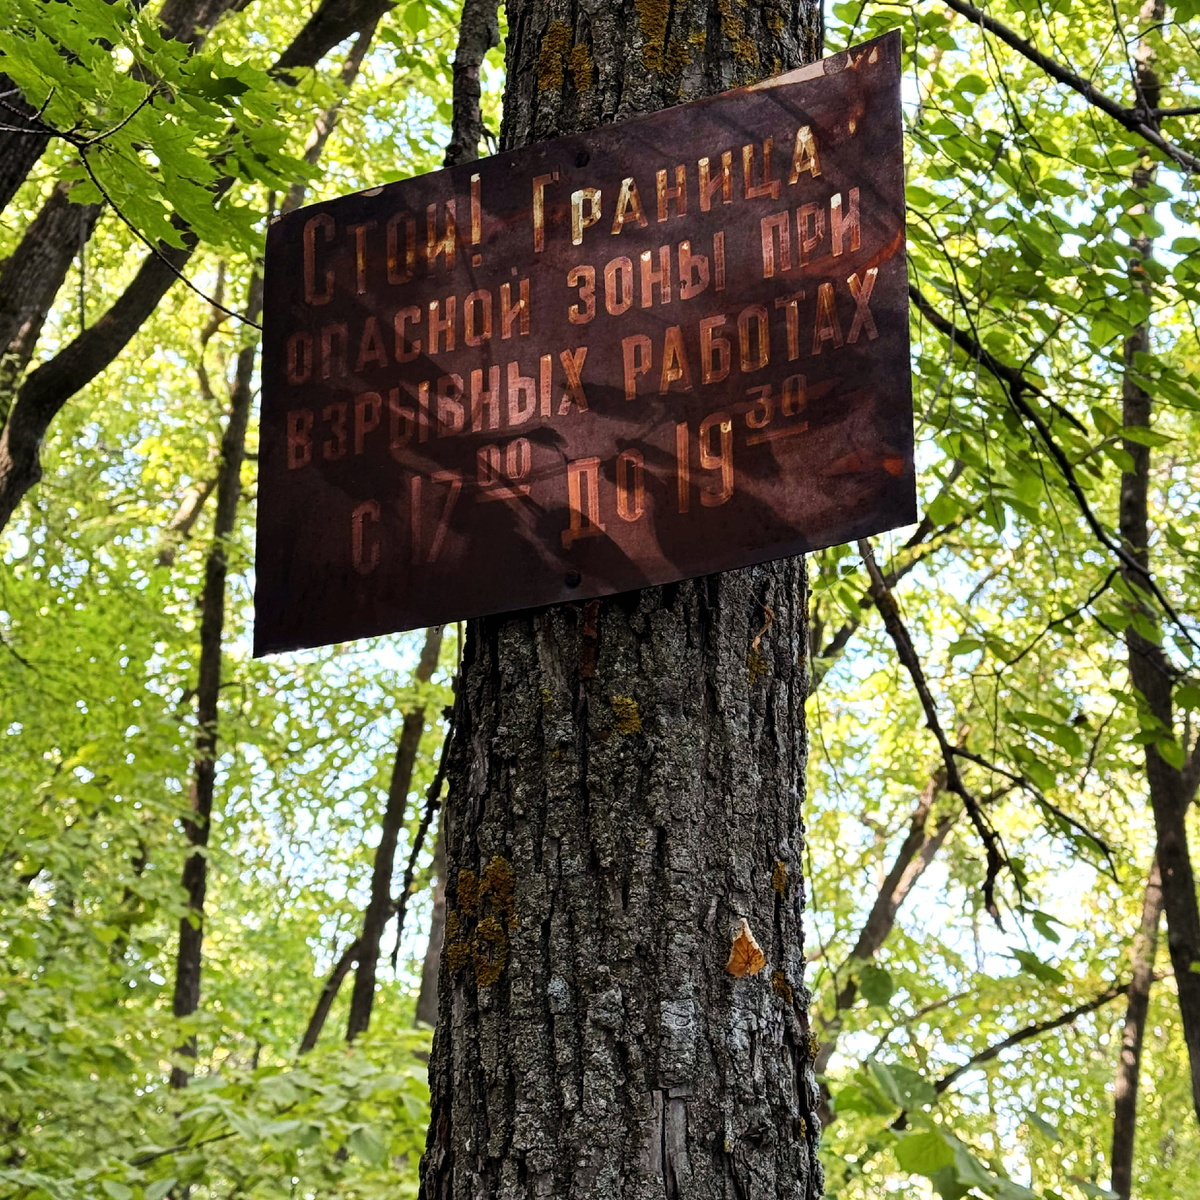 Стой! Граница
опасной зоны при
взрывных работах
с 17⁰⁰ до 19³⁰